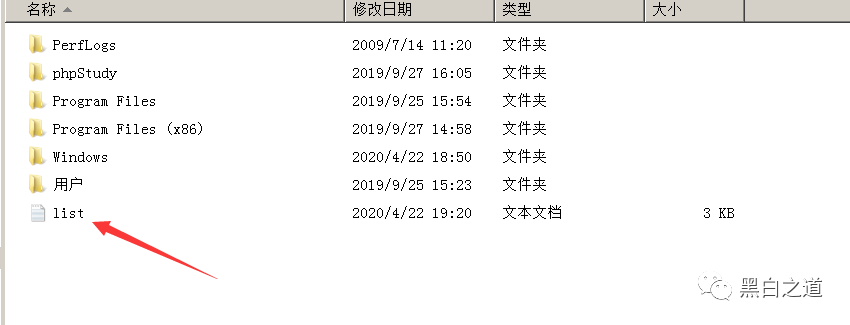 名称 修改日期 类型 大小
PerfLogs 2009/7/14 11:20 文件夹
phpStudy 2019/9/27 16:05 文件夹
Program Files 2019/9/25 15:54 文件夹
Program Files (x86) 2019/9/27 14:58 文件夹
Windows 2020/4/22 18:50 文件夹
用户 2019/9/25 15:23 文件夹
list 2020/4/22 19:20 文本文档 3 KB
黑白之道